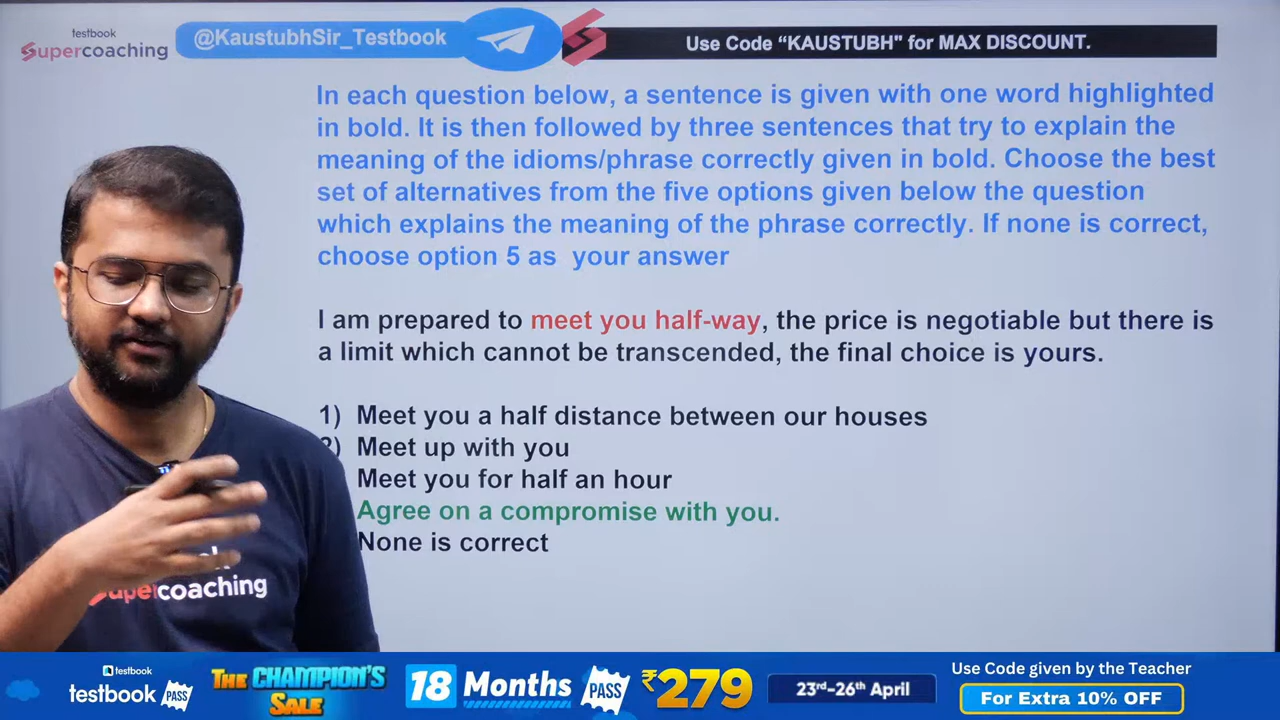 testbook
Supercoaching
@KaustubhSir_Testbook
Use Code “KAUSTUBH" for MAX DISCOUNT.
In each question below, a sentence is given with one word highlighted
in bold. It is then followed by three sentences that try to explain the
meaning of the idioms/phrase correctly given in bold. Choose the best
set of alternatives from the five options given below the question
which explains the meaning of the phrase correctly. If none is correct,
choose option 5 as your answer
I am prepared to meet you half-way, the price is negotiable but there is
a limit which cannot be transcended, the final choice is yours.
1) Meet you a half distance between our houses
2) Meet up with you
Meet you for half an hour
Agree on a compromise with you.
None is correct
Supercoaching
testbook
testbook PASS
THE CHAMPION'S
SALE
18 Months PASS ₹279
23rd-26th April
Use Code given by the Teacher
For Extra 10% OFF